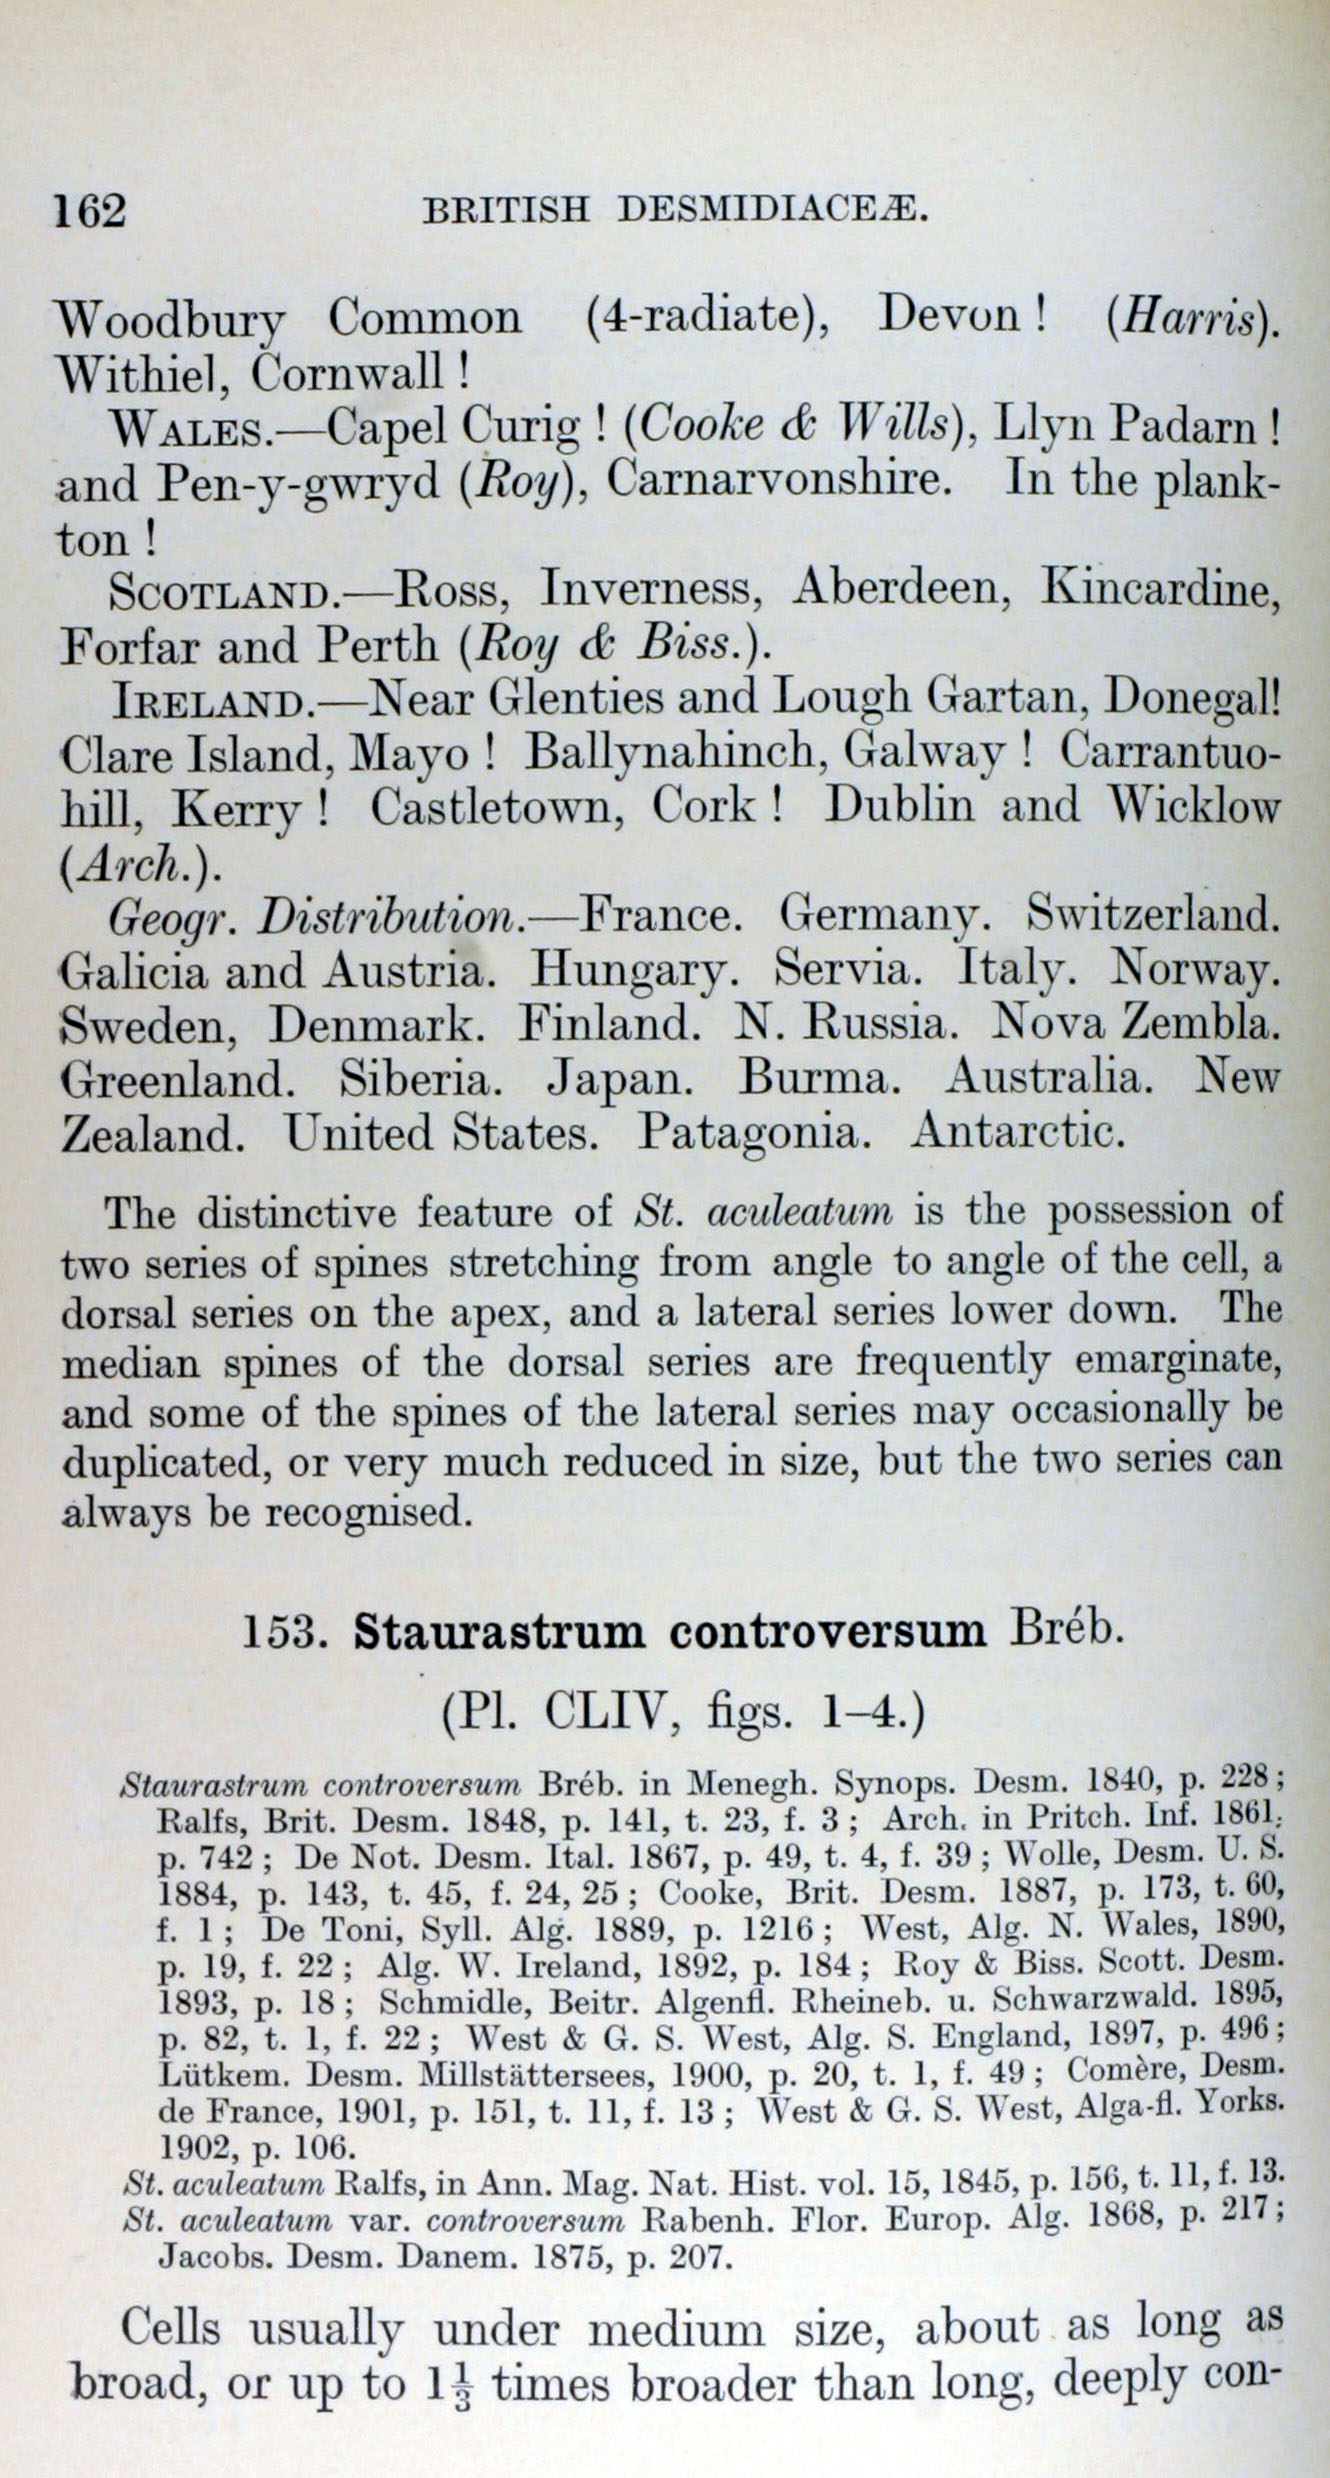 162 BRITISH DESMIDIACEÆ.
Woodbury Common (4-radiate), Devon! (Harris).
Withiel, Cornwall!
WALES.—Capel Curig! (Cooke & Wills), Llyn Padarn!
and Pen-y-gwryd (Roy), Carnarvonshire. In the plank-
ton!
SCOTLAND.—Ross, Inverness, Aberdeen, Kincardine,
Forfar and Perth (Roy & Biss.).
IRELAND.—Near Glenties and Lough Gartan, Donegal!
Clare Island, Mayo! Ballynahinch, Galway! Carrantuo-
hill, Kerry! Castletown, Cork! Dublin and Wicklow
(Arch.).
Geogr. Distribution.—France. Germany. Switzerland.
Galicia and Austria. Hungary. Servia. Italy. Norway.
Sweden, Denmark. Finland. N. Russia. Nova Zembla.
Greenland. Siberia. Japan. Burma. Australia. New
Zealand. United States. Patagonia. Antarctic.
The distinctive feature of St. aculeatum is the possession of
two series of spines stretching from angle to angle of the cell, a
dorsal series on the apex, and a lateral series lower down. The
median spines of the dorsal series are frequently emarginate,
and some of the spines of the lateral series may occasionally be
duplicated, or very much reduced in size, but the two series can
always be recognised.
153. Staurastrum controversum Bréb.
(Pl. CLIV, figs. 1–4.)
Staurastrum controversum Bréb. in Menegh. Synops. Desm. 1840, p. 228;
Ralfs, Brit. Desm. 1848, p. 141, t. 23, f. 3; Arch. in Pritch. Inf. 1861,
p. 742; De Not. Desm. Ital. 1867, p. 49, t. 4, f. 39; Wolle, Desm. U. S.
1884, p. 143, t. 45, f. 24, 25; Cooke, Brit. Desm. 1887, p. 173, t. 60,
f. 1; De Toni, Syll. Alg. 1889, p. 1216; West, Alg. N. Wales, 1890,
p. 19, f. 22; Alg. W. Ireland, 1892, p. 184; Roy & Biss. Scott. Desm.
1893, p. 18; Schmidle, Beitr. Algenfl. Rheineb. u. Schwarzwald. 1895,
p. 82, t. 1, f. 22; West & G. S. West, Alg. S. England, 1897, p. 496;
Lütkem. Desm. Millstättersees, 1900, p. 20, t. 1, f. 49; Comère, Desm.
de France, 1901, p. 151, t. 11, f. 13; West & G. S. West, Alga-fl. Yorks.
1902, p. 106.
St. aculeatum Ralfs, in Ann. Mag. Nat. Hist. vol. 15, 1845, p. 156, t. 11, f. 13.
St. aculeatum var. controversum Rabenh. Flor. Europ. Alg. 1868, p. 217;
Jacobs. Desm. Danem. 1875, p. 207.
Cells usually under medium size, about as long as
broad, or up to 1⅓ times broader than long, deeply con-